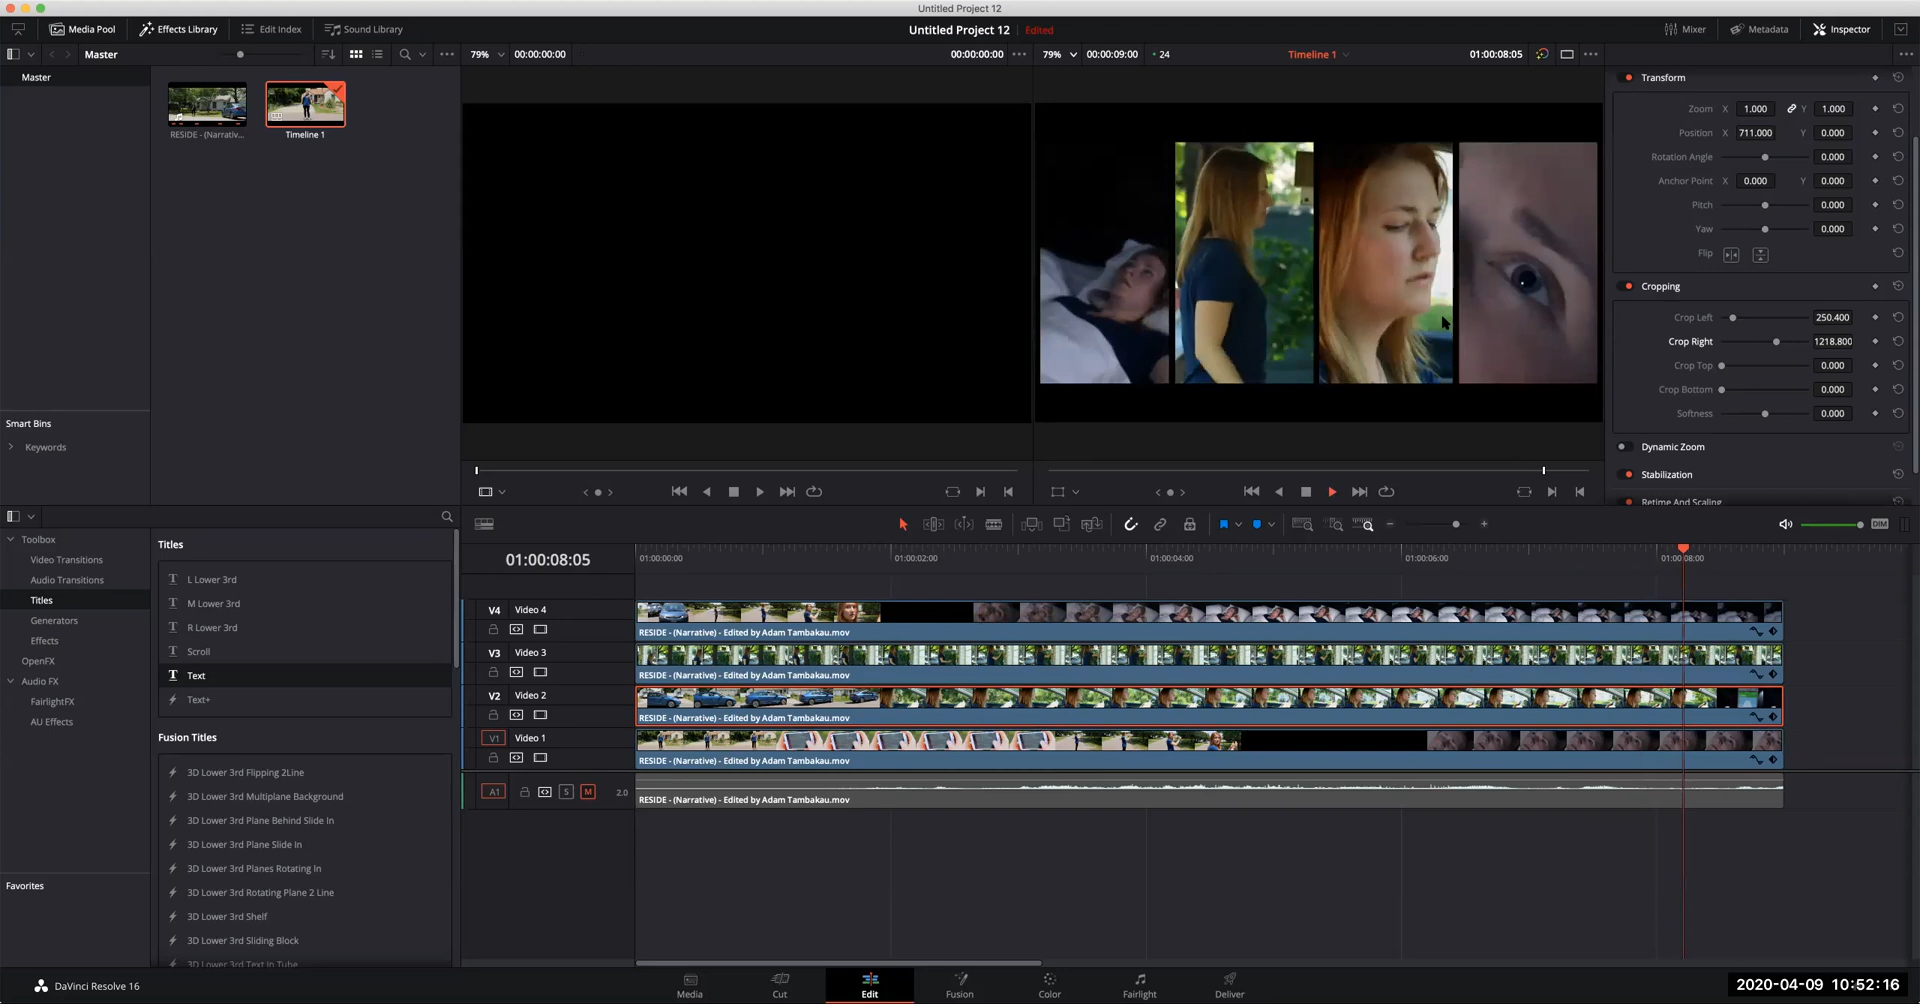 Untitled Project 12
Media Pool
Effects Library
Edit Index
Sound Library
Untitled Project 12
Edited
Mixer
Metadata
Inspector
Master
79%
00:00:00:00
00:00:00:00
79%
00:00:09:00
24
Timeline 1
01:00:08:05
Master
RESIDE - (Narrativ...
Timeline 1
Smart Bins
Keywords
Transform
Zoom X 1.000 Y 1.000
Position X 711.000 Y 0.000
Rotation Angle 0.000
Anchor Point X 0.000 Y 0.000
Pitch 0.000
Yaw 0.000
Flip
Cropping
Crop Left 250.400
Crop Right 1218.800
Crop Top 0.000
Crop Bottom 0.000
Softness 0.000
Dynamic Zoom
Stabilization
Retime And Scaling
DIM
Toolbox
Video Transitions
Audio Transitions
Titles
Generators
Effects
OpenFX
Audio FX
FairlightFX
AU Effects
Favorites
Titles
L Lower 3rd
M Lower 3rd
R Lower 3rd
Scroll
Text
Text+
Fusion Titles
3D Lower 3rd Flipping 2Line
3D Lower 3rd Multiplane Background
3D Lower 3rd Plane Behind Slide In
3D Lower 3rd Plane Slide In
3D Lower 3rd Planes Rotating In
3D Lower 3rd Rotating Plane 2 Line
3D Lower 3rd Shelf
3D Lower 3rd Sliding Block
3D Lower 3rd Text In Tube
01:00:08:05
01:00:00:00
01:00:02:00
01:00:04:00
01:00:06:00
01:00:08:00
V4 Video 4
RESIDE - (Narrative) - Edited by Adam Tambakau.mov
V3 Video 3
RESIDE - (Narrative) - Edited by Adam Tambakau.mov
V2 Video 2
RESIDE - (Narrative) - Edited by Adam Tambakau.mov
V1 Video 1
RESIDE - (Narrative) - Edited by Adam Tambakau.mov
A1 S M 2.0
RESIDE - (Narrative) - Edited by Adam Tambakau.mov
DaVinci Resolve 16
Media
Cut
Edit
Fusion
Color
Fairlight
Deliver
2020-04-09 10:52:16